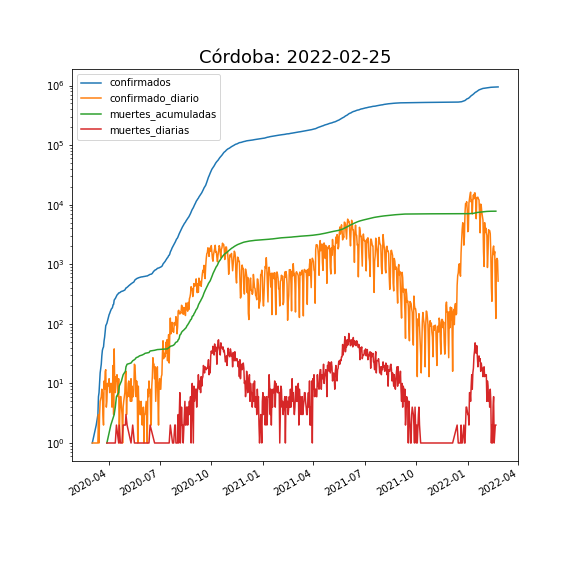 Córdoba: 2022-02-25
confirmados
confirmado_diario
muertes_acumuladas
muertes_diarias
10^6
10^5
10^4
10^3
10^2
10^1
10^0
2020-04 2020-07 2020-10 2021-01 2021-04 2021-07 2021-10 2022-01 2022-04